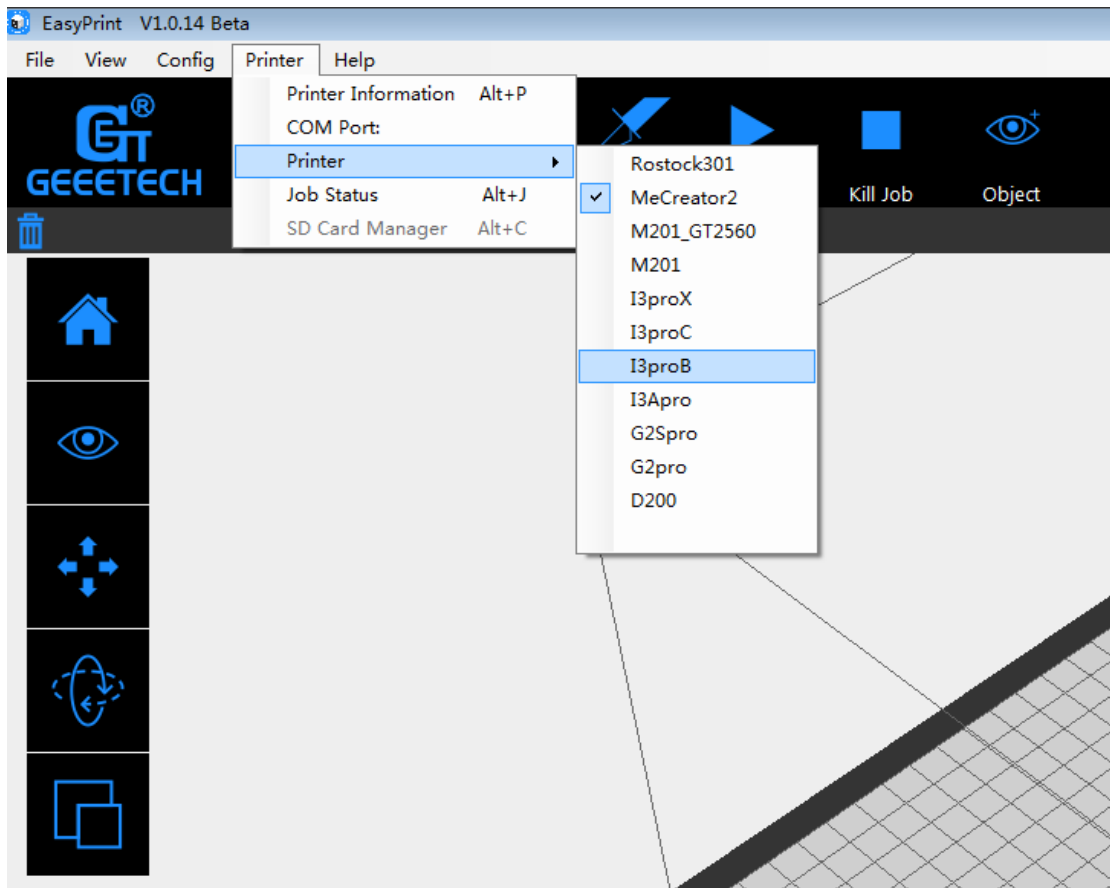 EasyPrint V1.0.14 Beta
File View Config Printer Help
GEEETECH ®
Printer Information Alt+P
COM Port:
Printer
Job Status Alt+J
SD Card Manager Alt+C
Rostock301
MeCreator2
M201_GT2560
M201
I3proX
I3proC
I3proB
I3Apro
G2Spro
G2pro
D200
Kill Job
Object